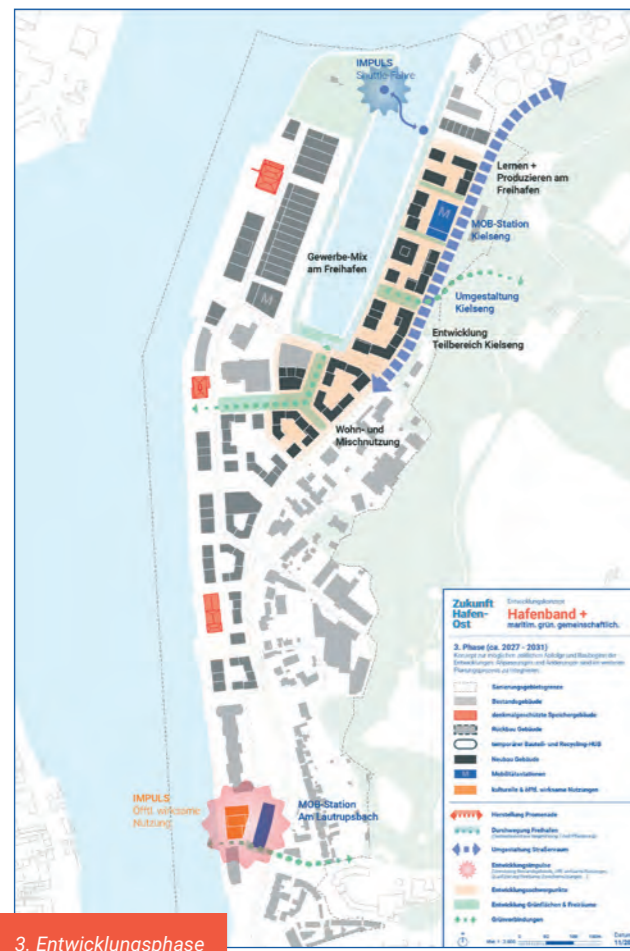 IMPULS
Shuttle-Fähre
Lernen +
Produzieren am
Freihafen
M
MOB-Station
Kielseng
Gewerbe-Mix
am Freihafen
M
Umgestaltung
Kielseng
Entwicklung
Teilbereich Kielseng
Wohn- und
Mischnutzung
IMPULS
Öfftl. wirksame
Nutzung
MOB-Station
Am Lautrupsbach
Zukunft
Hafen-
Ost
Entwicklungskonzept
Hafenband +
maritim. grün. gemeinschaftlich.
3. Phase (ca. 2027 - 2031)
Sanierungsgebietsgrenze
Bestandsgebäude
denkmalgeschützte Speichergebäude
Rückbau Gebäude
temporärer Bauteil- und Recycling-HUB
Neubau Gebäude
M
Mobilitätsstationen
kulturelle & öfftl. wirksame Nutzungen
Herstellung Promenade
Durchwegung Freihafen
Umgestaltung Straßenraum
Entwicklungsimpulse
Entwicklungsschwerpunkte
Entwicklung Grünflächen & Freiräume
Grünverbindungen
3. Entwicklungsphase